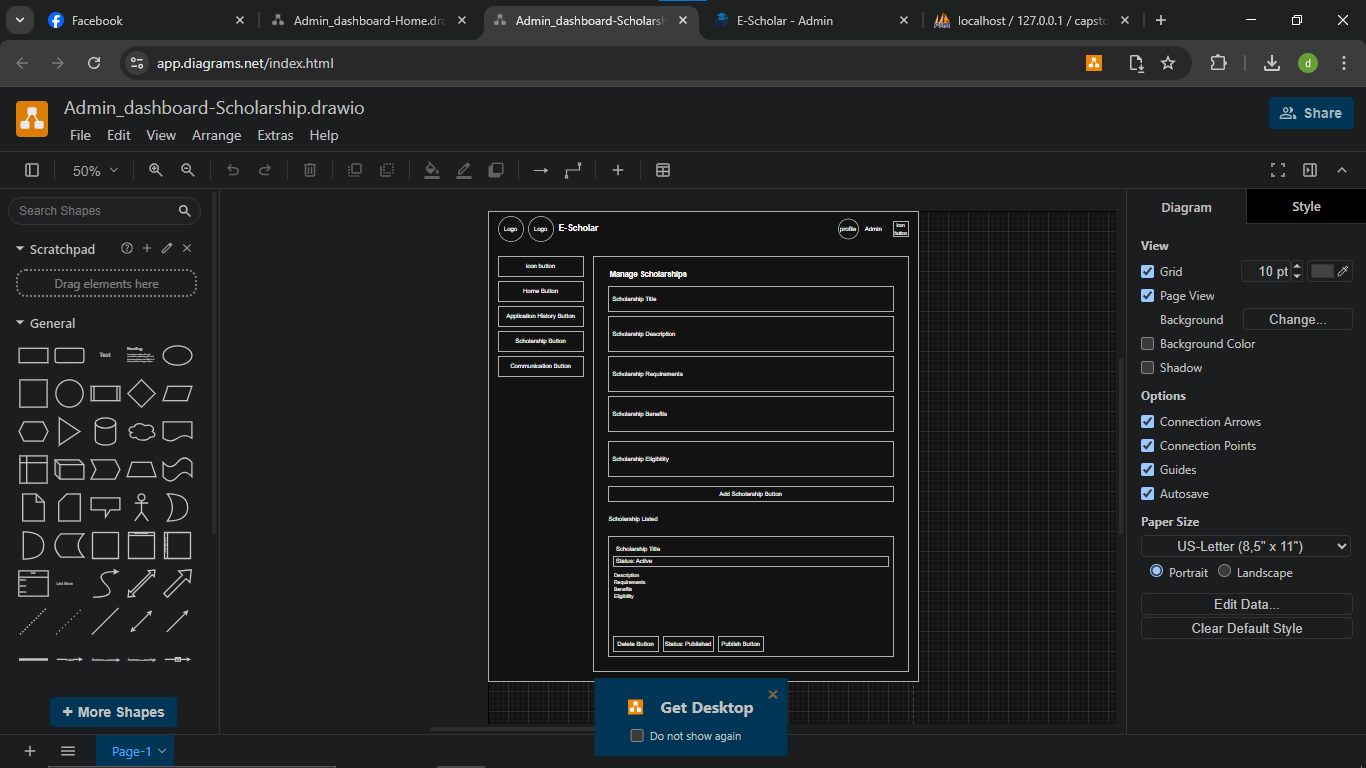 Facebook
Admin_dashboard-Home.dr
Admin_dashboard-Scholarsh
E-Scholar - Admin
localhost / 127.0.0.1 / capst
app.diagrams.net/index.html
d
Admin_dashboard-Scholarship.drawio
File Edit View Arrange Extras Help
Share
50%
Search Shapes
Scratchpad
Drag elements here
General
Text
Heading
List Item
+ More Shapes
Page-1
Logo
Logo
E-Scholar
profile
Admin
icon
button
icon button
Home Button
Application History Button
Scholarship Button
Communication Button
Manage Scholarships
Scholarship Title
Scholarship Description
Scholarship Requirements
Scholarship Benefits
Scholarship Eligibility
Add Scholarship Button
Scholarship Listed
Scholarship Title
Status: Active
Description
Requirements
Benefits
Eligibility
Delete Button
Status: Published
Publish Button
Get Desktop
Do not show again
Diagram
Style
View
Grid
10 pt
Page View
Background
Change...
Background Color
Shadow
Options
Connection Arrows
Connection Points
Guides
Autosave
Paper Size
US-Letter (8,5" x 11")
Portrait
Landscape
Edit Data...
Clear Default Style